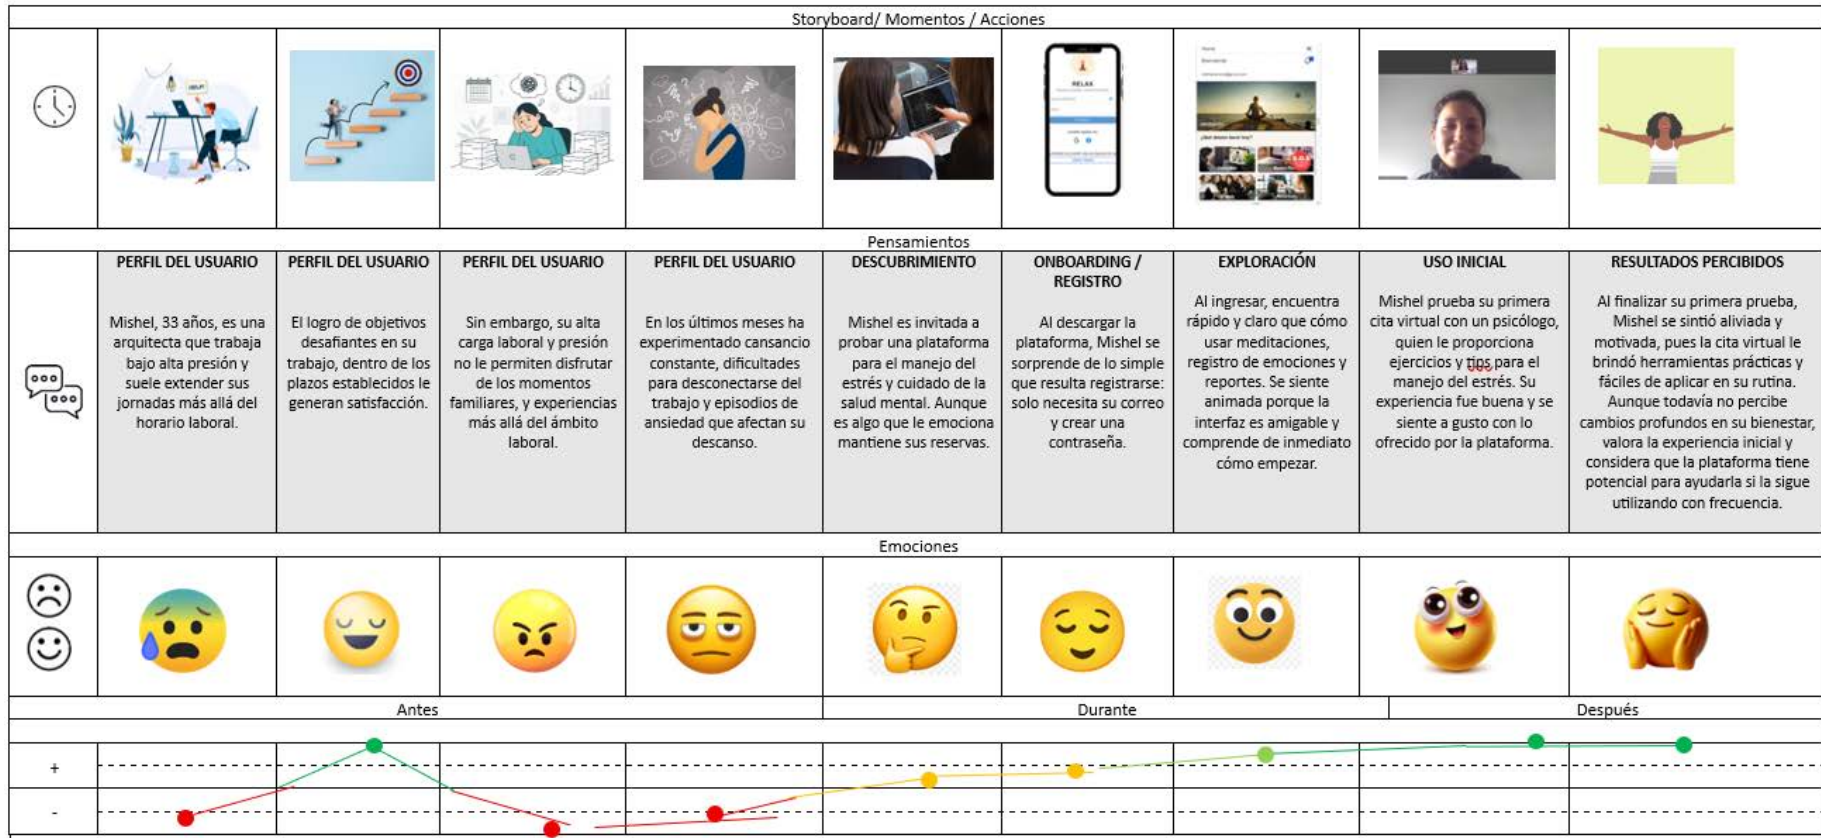 Storyboard/ Momentos / Acciones
RELAX
Pensamientos
PERFIL DEL USUARIO
Mishel, 33 años, es una
arquitecta que trabaja
bajo alta presión y
suele extender sus
jornadas más allá del
horario laboral.
PERFIL DEL USUARIO
El logro de objetivos
desafiantes en su
trabajo, dentro de los
plazos establecidos le
generan satisfacción.
PERFIL DEL USUARIO
Sin embargo, su alta
carga laboral y presión
no le permiten disfrutar
de los momentos
familiares, y experiencias
más allá del ámbito
laboral.
PERFIL DEL USUARIO
En los últimos meses ha
experimentado cansancio
constante, dificultades
para desconectarse del
trabajo y episodios de
ansiedad que afectan su
descanso.
DESCUBRIMIENTO
Mishel es invitada a
probar una plataforma
para el manejo del
estrés y cuidado de la
salud mental. Aunque
es algo que le emociona
mantiene sus reservas.
ONBOARDING /
REGISTRO
Al descargar la
plataforma, Mishel se
sorprende de lo simple
que resulta registrarse:
solo necesita su correo
y crear una
contraseña.
EXPLORACIÓN
Al ingresar, encuentra
rápido y claro que cómo
usar meditaciones,
registro de emociones y
reportes. Se siente
animada porque la
interfaz es amigable y
comprende de inmediato
cómo empezar.
USO INICIAL
Mishel prueba su primera
cita virtual con un psicólogo,
quien le proporciona
ejercicios y tips para el
manejo del estrés. Su
experiencia fue buena y se
siente a gusto con lo
ofrecido por la plataforma.
RESULTADOS PERCIBIDOS
Al finalizar su primera prueba,
Mishel se sintió aliviada y
motivada, pues la cita virtual le
brindó herramientas prácticas y
fáciles de aplicar en su rutina.
Aunque todavía no percibe
cambios profundos en su bienestar,
valora la experiencia inicial y
considera que la plataforma tiene
potencial para ayudarla si la sigue
utilizando con frecuencia.
Emociones
Antes
Durante
Después
+
-